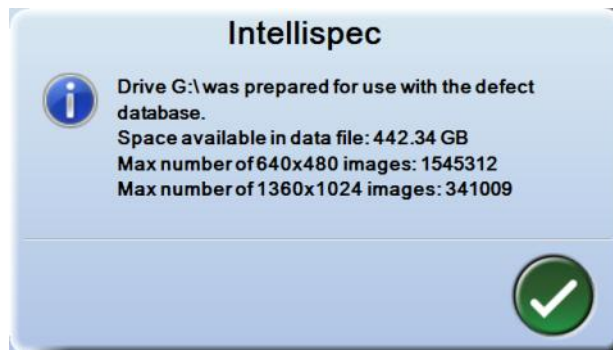 Intellispec
Drive G:\ was prepared for use with the defect
database.
Space available in data file: 442.34 GB
Max number of 640x480 images: 1545312
Max number of 1360x1024 images: 341009